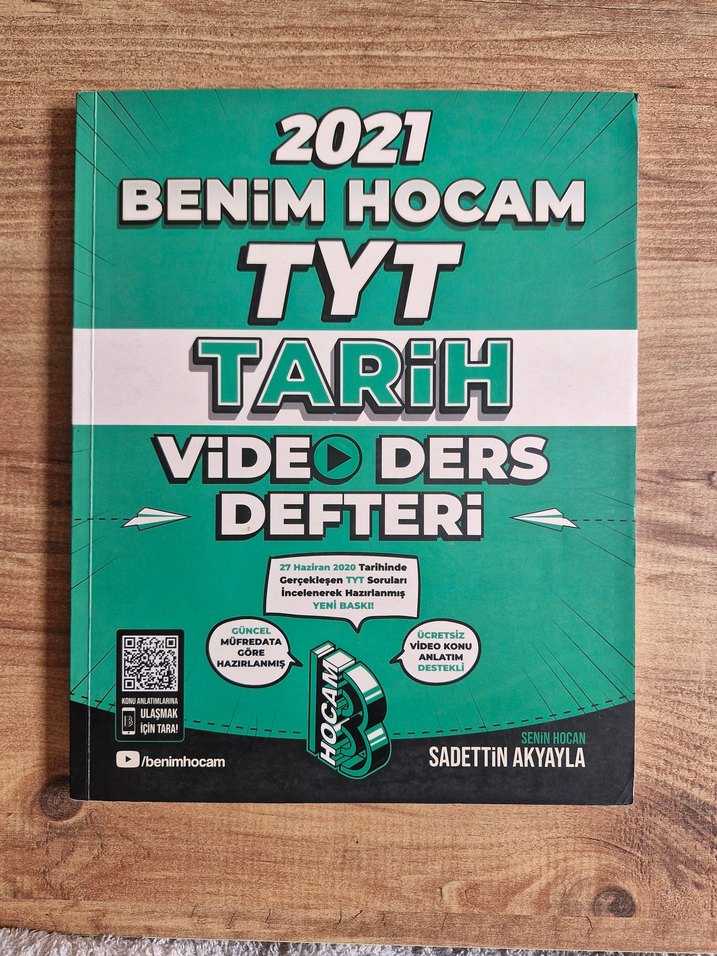 2021
BENiM HOCAM
TYT
TARiH
ViDEO DERS
DEFTERi
27 Haziran 2020 Tarihinde
Gerçekleşen TYT Soruları
İncelenerek Hazırlanmış
YENİ BASKI!
GÜNCEL
MÜFREDATA
GÖRE
HAZIRLANMIŞ
ÜCRETSİZ
VİDEO KONU
ANLATIM
DESTEKLİ
HOCAM
B
KONU ANLATIMLARINA
ULAŞMAK
İÇİN TARA!
/benimhocam
SENiN HOCAN
SADETTiN AKYAYLA